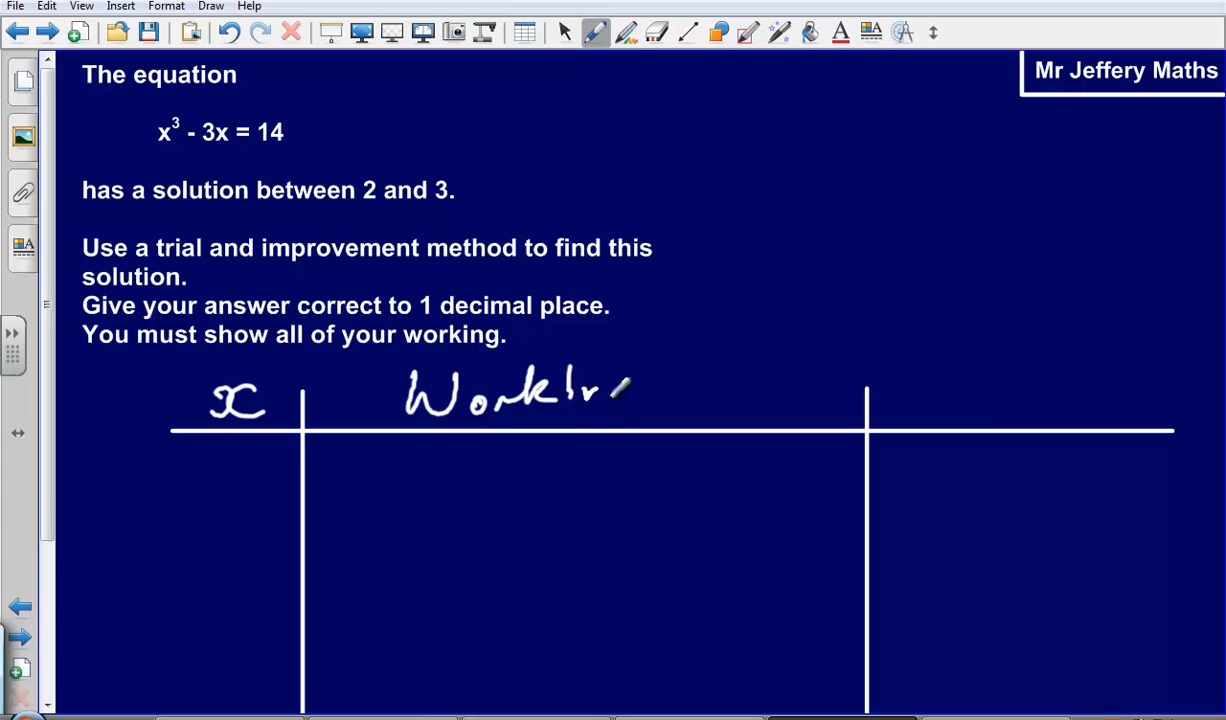 File Edit View Insert Format Draw Help
The equation
Mr Jeffery Maths
x³ - 3x = 14
has a solution between 2 and 3.
Use a trial and improvement method to find this
solution.
Give your answer correct to 1 decimal place.
You must show all of your working.
x